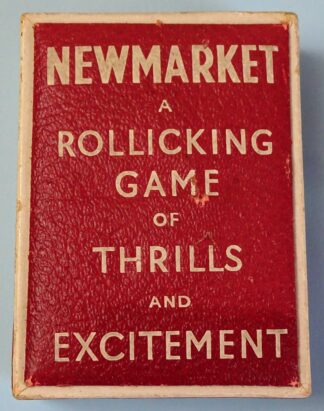 NEWMARKET
A
ROLLICKING
GAME
OF
THRILLS
AND
EXCITEMENT